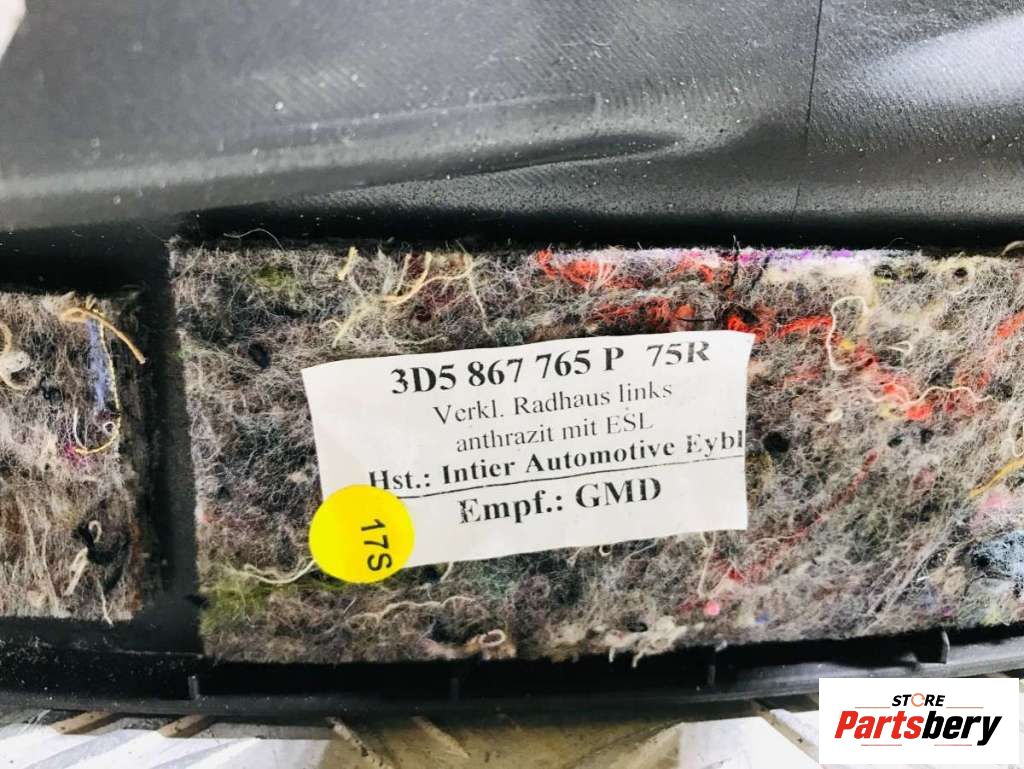 3D5 867 765 P 75R
Verkl. Radhaus links
anthrazit mit ESL
Hst.: Intier Automotive Eybl
Empf.: GMD
17S
STORE
Partsbery